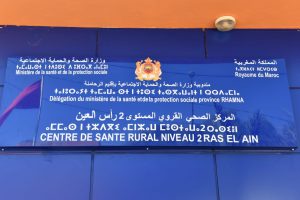 المملكة المغربية
وزارة الصحة والحماية الاجتماعية
Royaume du Maroc
Ministère de la santé et de la protection sociale
مندوبية وزارة الصحة والحماية الاجتماعية بإقليم الرحامنة
Délégation du ministère de la santé et de la protection sociale province RHAMNA
المركز الصحي القروي المستوى 2 رأس العين
CENTRE DE SANTE RURAL NIVEAU 2 RAS EL AIN